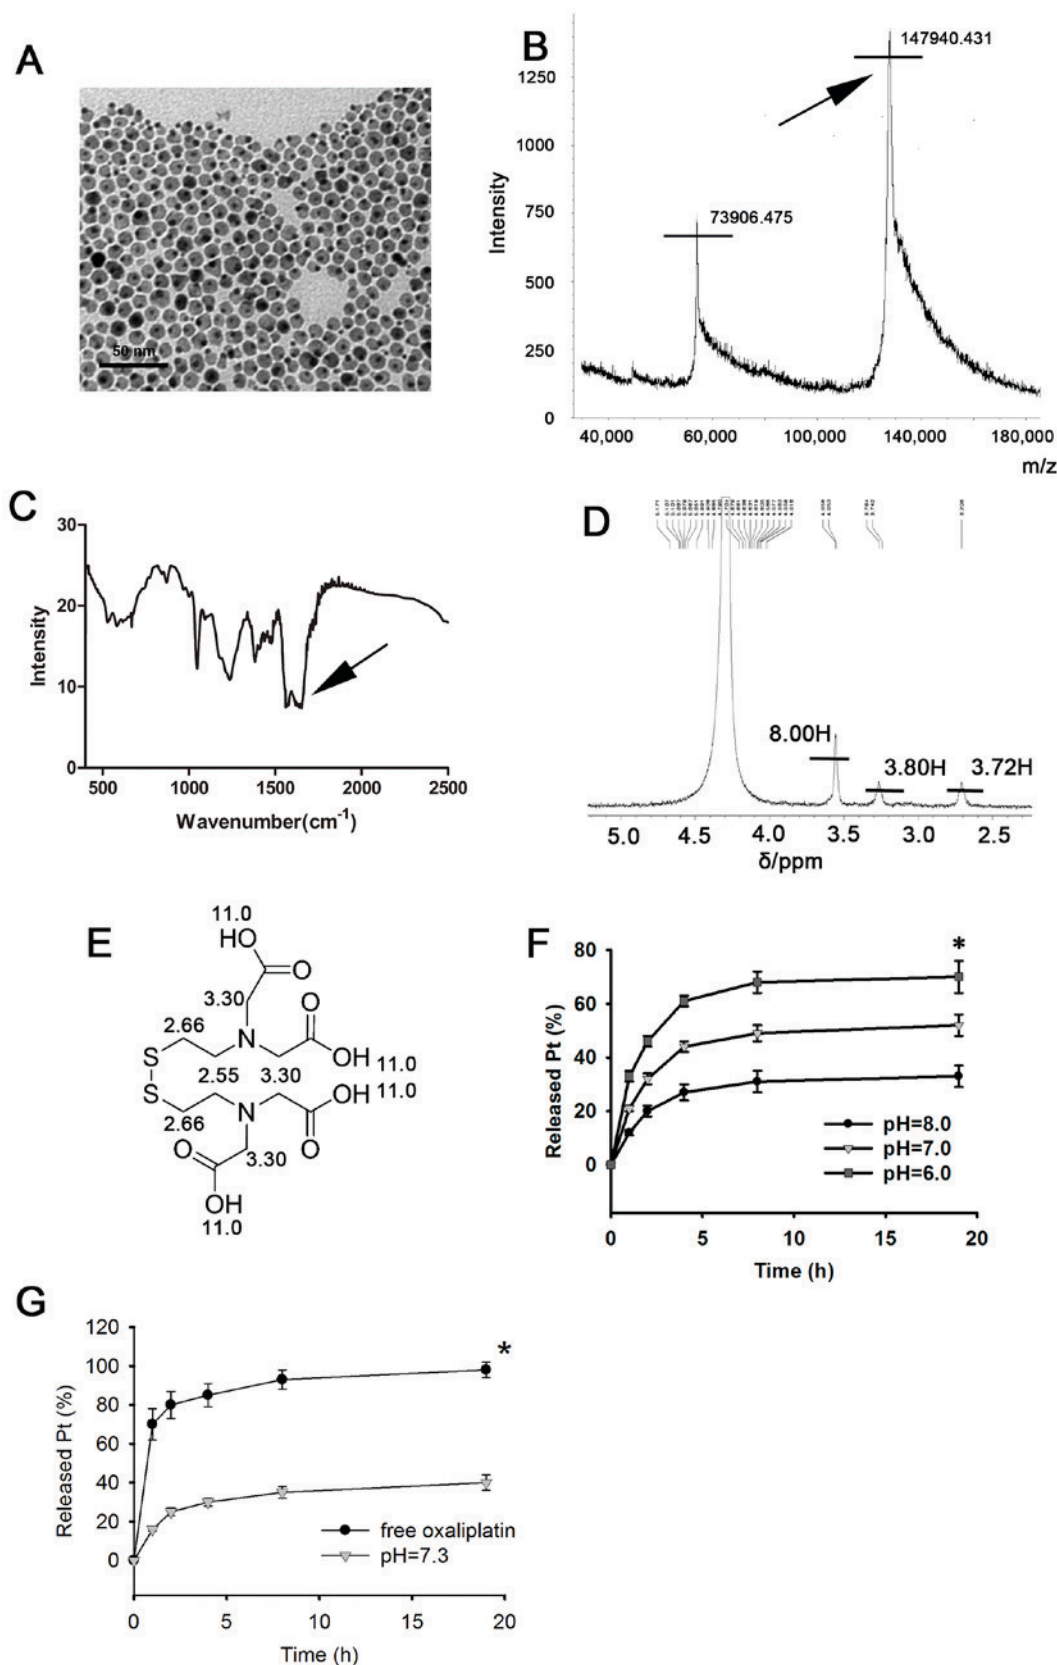 A
50 nm
B
147940.431
73906.475
Intensity
1250
1000
750
500
250
0
40,000 60,000 100,000 140,000 180,000
m/z
C
Intensity
30
20
10
0
500 1000 1500 2000 2500
Wavenumber(cm-1)
D
8.00H
3.80H
3.72H
5.0 4.5 4.0 3.5 3.0 2.5
δ/ppm
E
11.0
HO
O
3.30
O
2.66
N
OH 11.0
S
2.55
3.30
S
OH 11.0
N
2.66
O
O
3.30
OH
11.0
F
Released Pt (%)
80
60
40
20
0
*
pH=8.0
pH=7.0
pH=6.0
0 5 10 15 20
Time (h)
G
Released Pt (%)
120
100
80
60
40
20
0
*
free oxaliplatin
pH=7.3
0 5 10 15 20
Time (h)